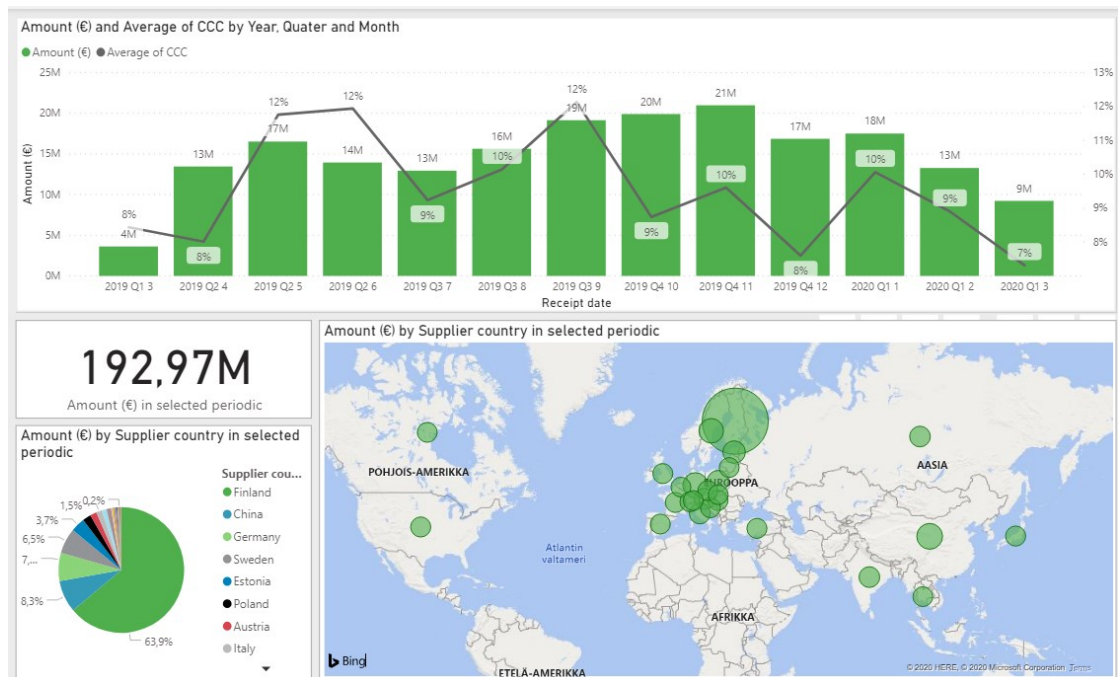 Amount (€) and Average of CCC by Year, Quater and Month
Amount (€) Average of CCC
25M
20M
15M
10M
5M
0M
Amount (€)
13%
12%
11%
10%
9%
8%
8%
4M
13M
8%
12%
17M
12%
14M
13M
9%
16M
10%
12%
19M
20M
9%
21M
10%
17M
8%
18M
10%
13M
9%
9M
7%
2019 Q1 3 2019 Q2 4 2019 Q2 5 2019 Q2 6 2019 Q3 7 2019 Q3 8 2019 Q3 9 2019 Q4 10 2019 Q4 11 2019 Q4 12 2020 Q1 1 2020 Q1 2 2020 Q1 3
Receipt date
192,97M
Amount (€) in selected periodic
Amount (€) by Supplier country in selected
periodic
1,5% 0,2%
3,7%
6,5%
7,...
8,3%
63,9%
Supplier cou...
Finland
China
Germany
Sweden
Estonia
Poland
Austria
Italy
Amount (€) by Supplier country in selected periodic
POHJOIS-AMERIKKA
AASIA
Atlantin
valtameri
AFRIKKA
ETELÄ-AMERIKKA
Bing
© 2020 HERE, © 2020 Microsoft Corporation Terms